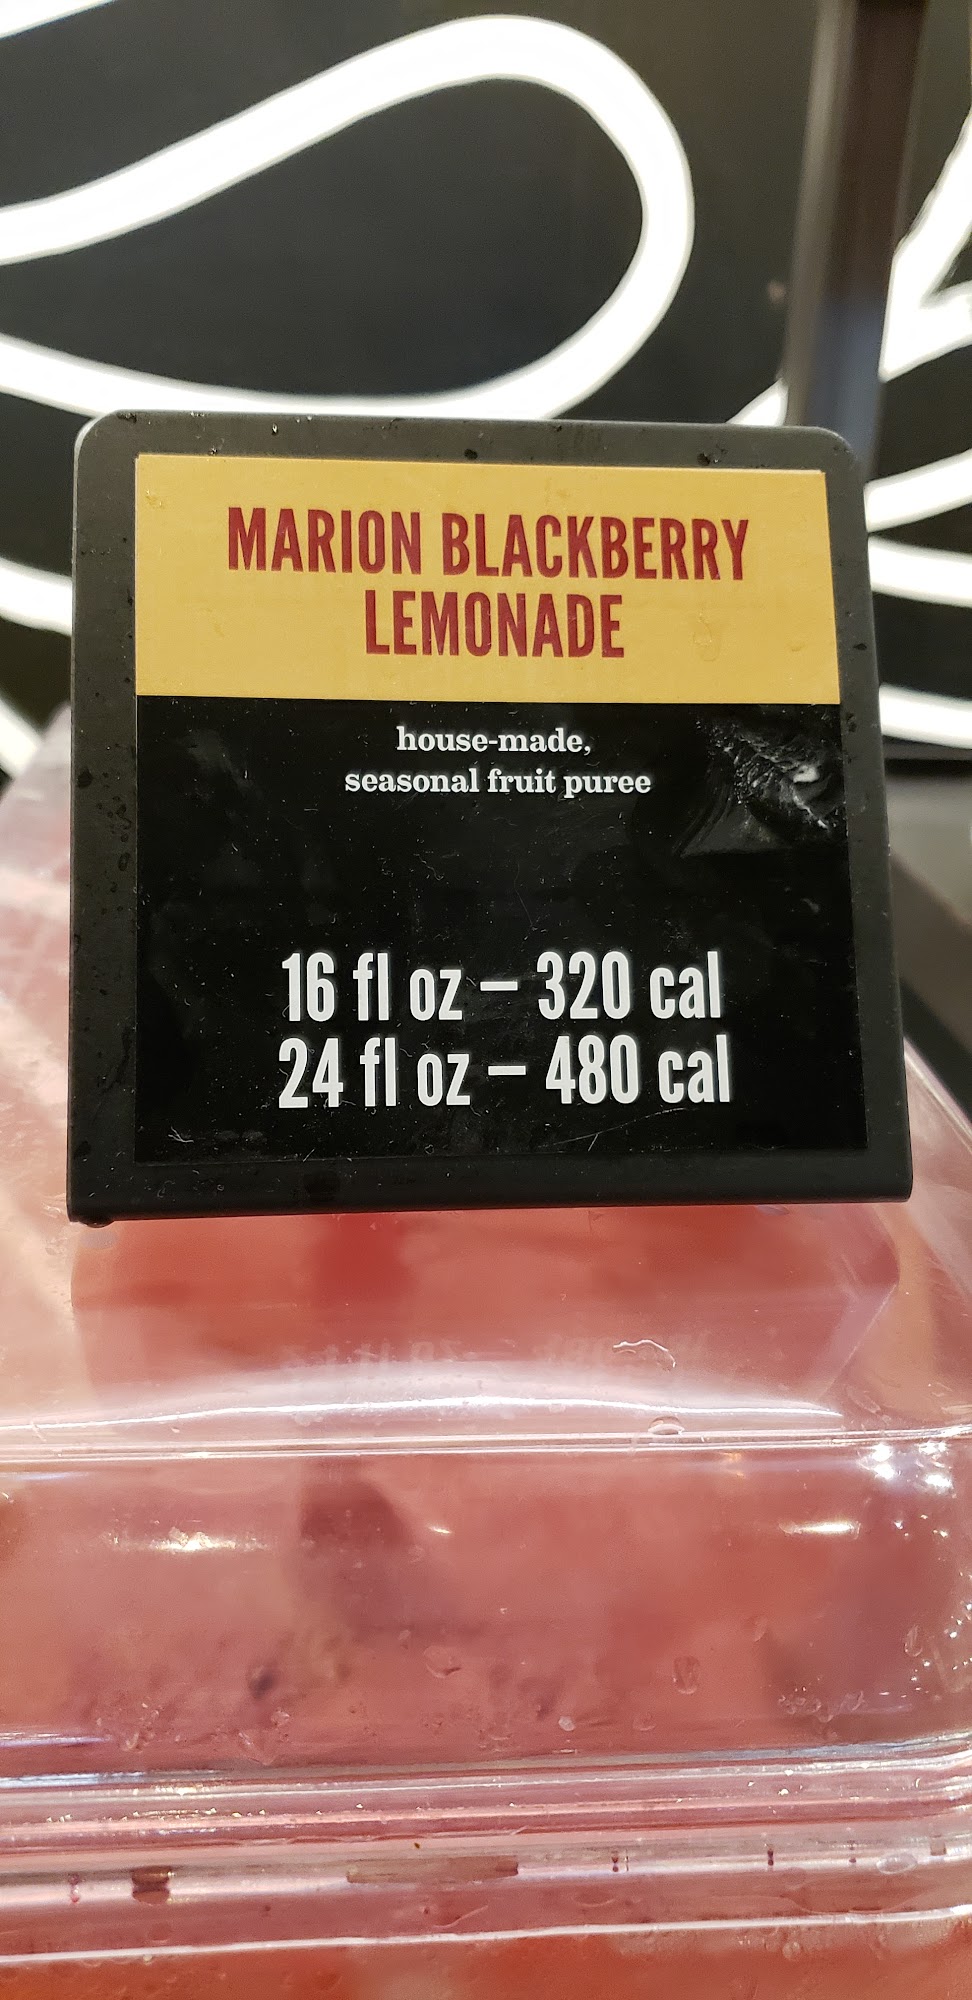 MARION BLACKBERRY
LEMONADE
house-made,
seasonal fruit puree
16 fl oz – 320 cal
24 fl oz – 480 cal